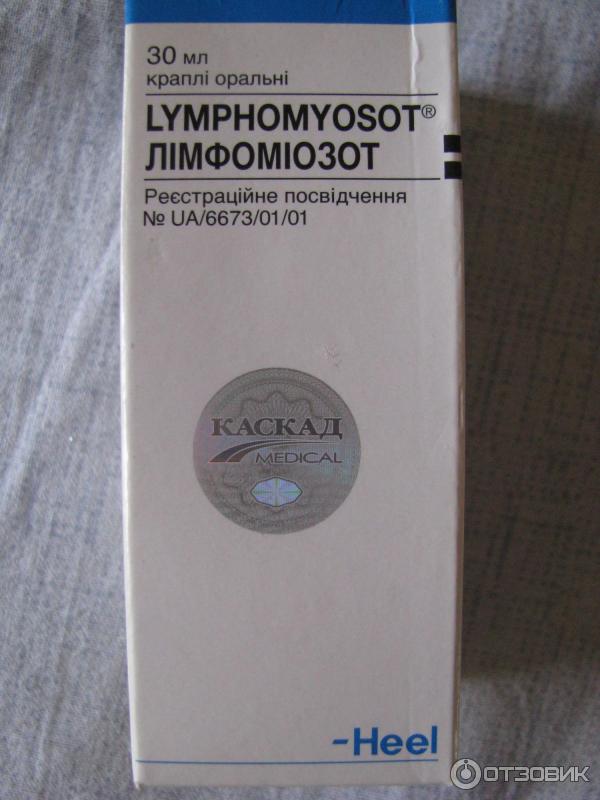 30 мл
краплі оральні
LYMPHOMYOSOT®
ЛІМФОМІОЗОТ
Реєстраційне посвідчення
№ UA/6673/01/01
КАСКАД
MEDICAL
-Heel
ОТЗОВИК